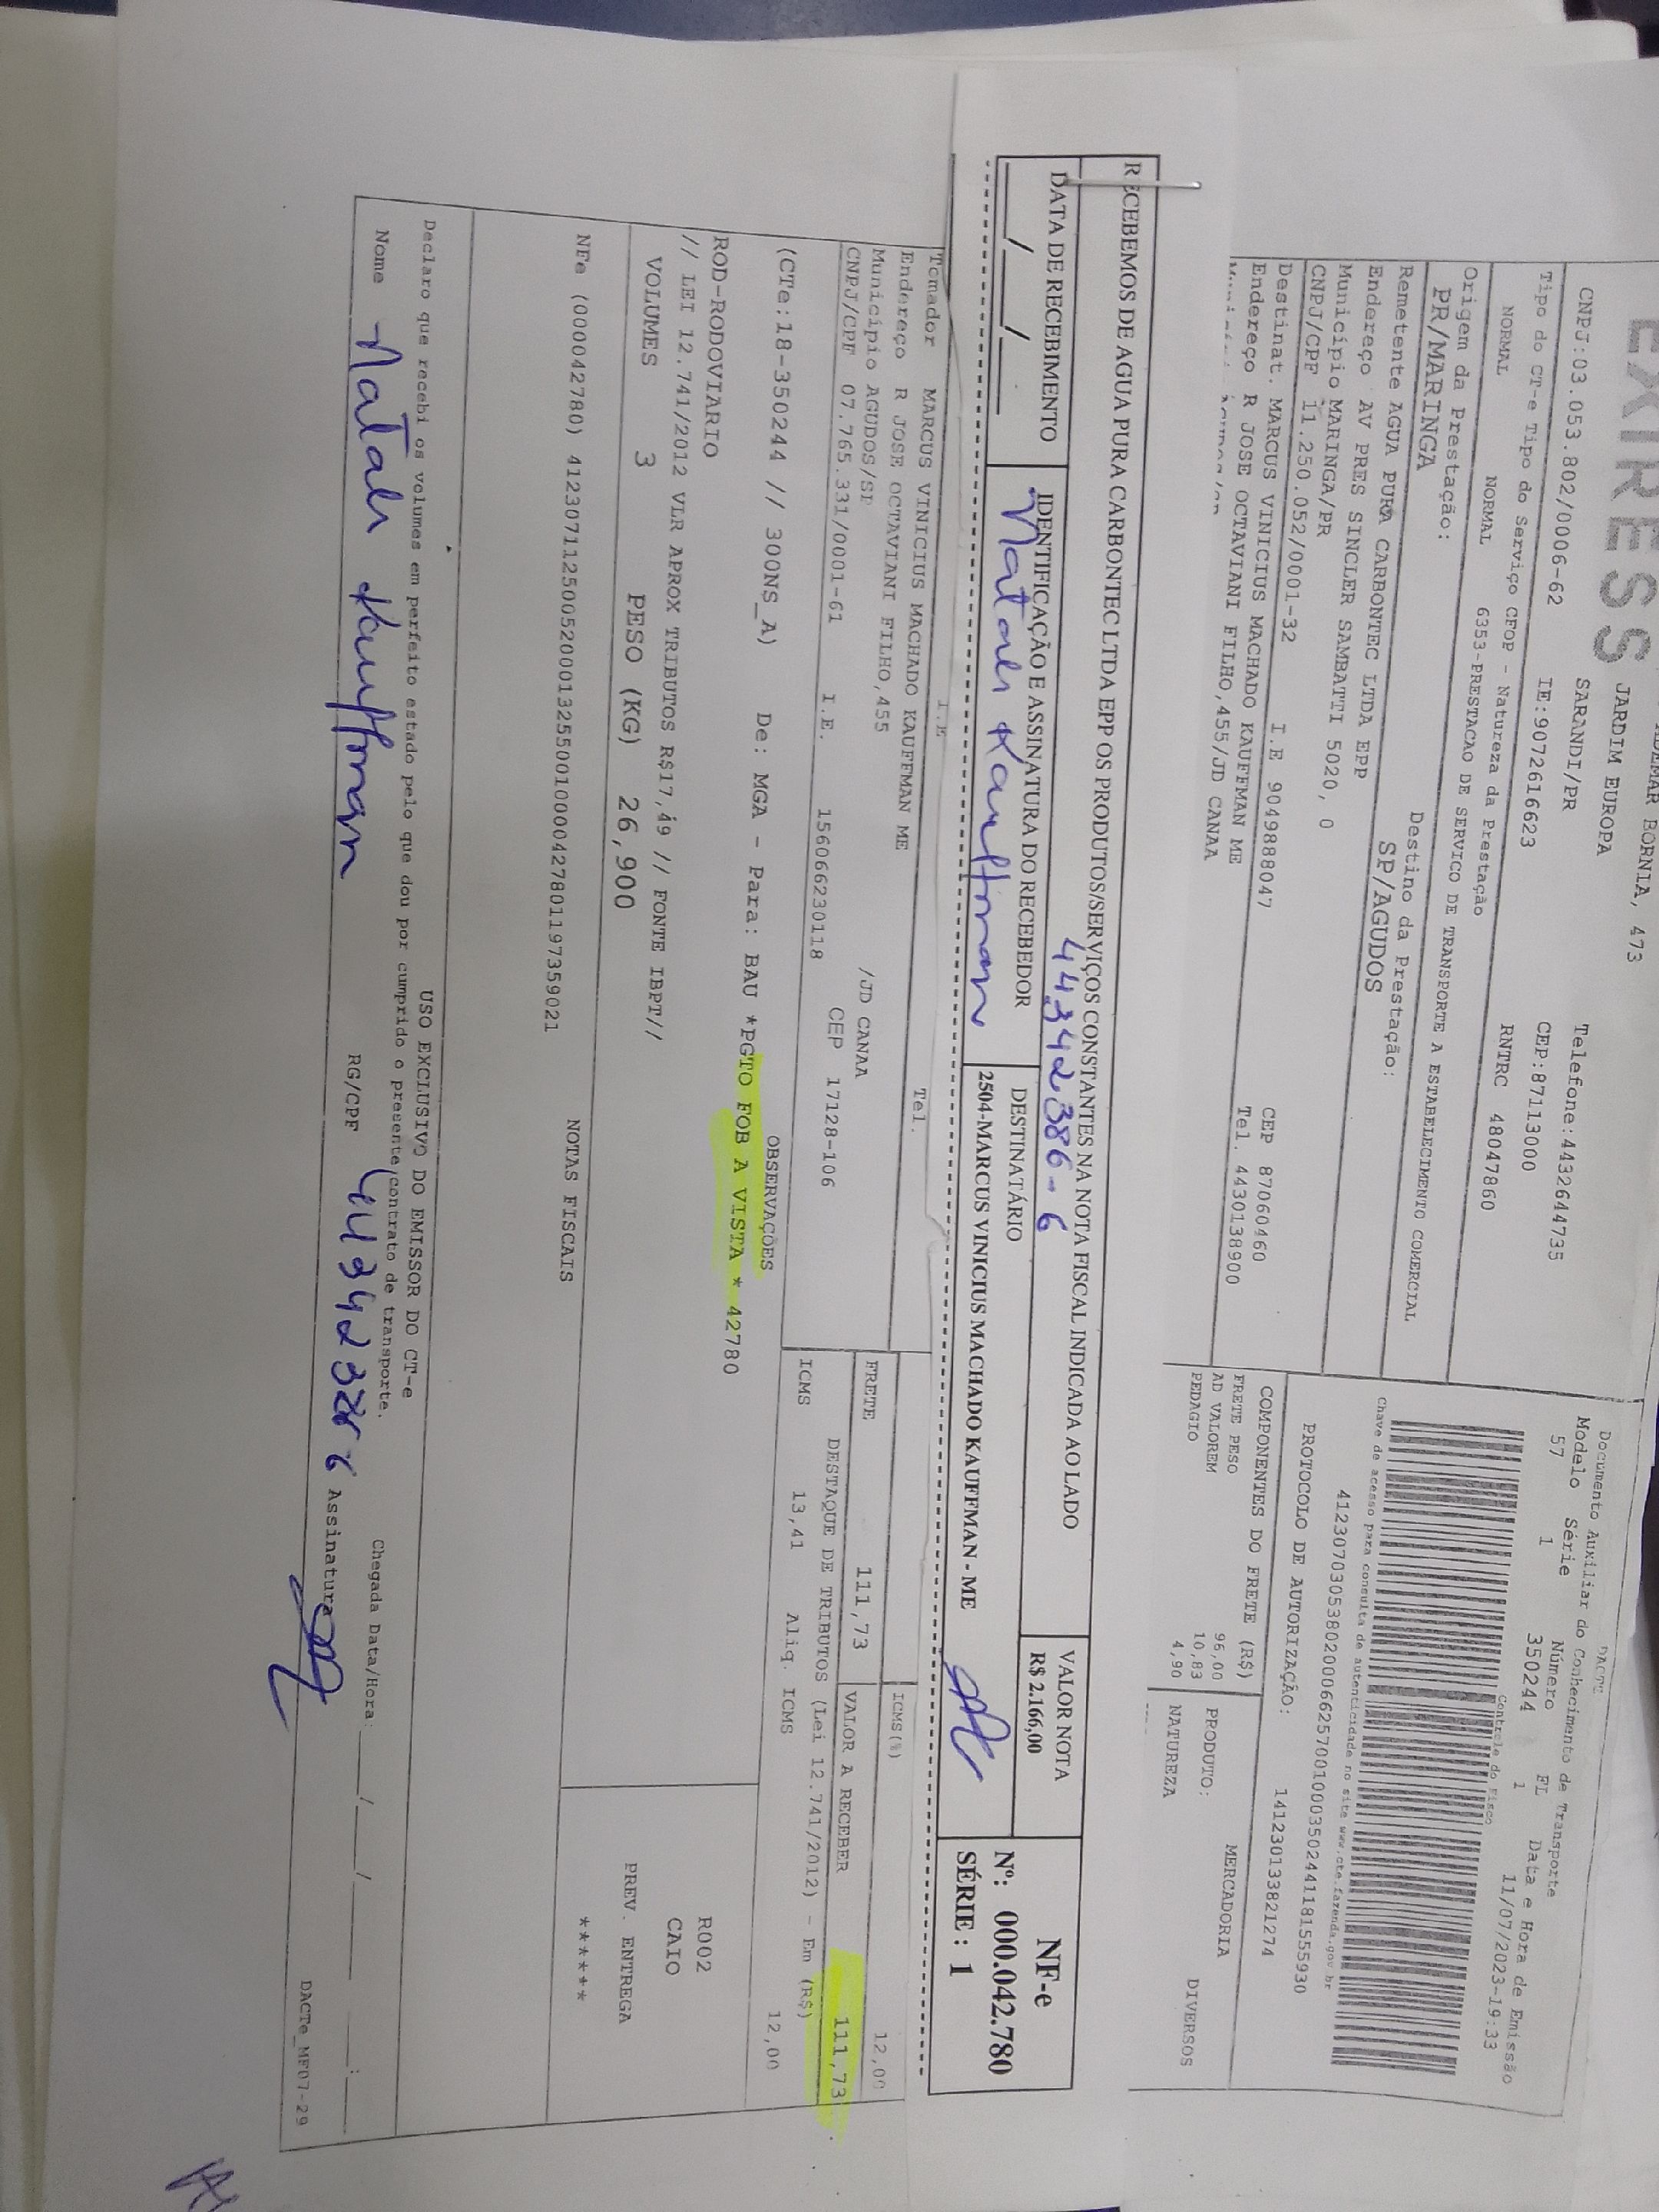 EXPRESS
JARDIM EUROPA
CNPJ:03.053.802/0006-62 SARANDI/PR Telefone:4432644735
IE:9072616623 CEP:87113000
Tipo do CT-e Tipo do Serviço CFOP - Natureza da Prestação RNTRC 48047860
NORMAL NORMAL 6353-PRESTACAO DE SERVICO DE TRANSPORTE A ESTABELECIMENTO COMERCIAL
Origem da Prestação: Destino da Prestação:
PR/MARINGA SP/AGUDOS
Remetente AGUA PURA CARBONTEC LTDA EPP
Endereço AV PRES SINCLER SAMBATTI 5020, 0
Município MARINGA/PR CEP 87060460
CNPJ/CPF 11.250.052/0001-32 I.E 9049888047 Tel. 4430138900
Destinat. MARCUS VINICIUS MACHADO KAUFFMAN ME
Endereço R JOSE OCTAVIANI FILHO,455/JD CANAA
DACTE
Documento Auxiliar do Conhecimento de Transporte
Modelo Série Número FL Data e Hora de Emissão
57 1 350244 1 11/07/2023-19:33
Controle do Fisco
Chave de acesso para consulta de autenticidade no site www.cte.fazenda.gov.br
PROTOCOLO DE AUTORIZAÇÃO: 141230133821274
COMPONENTES DO FRETE (R$)
FRETE PESO 96,00
AD VALOREM 10,83
PEDAGIO 4,90
MERCADORIA
PRODUTO: DIVERSOS
NATUREZA
RECEBEMOS DE AGUA PURA CARBONTEC LTDA EPP OS PRODUTOS/SERVIÇOS CONSTANTES NA NOTA FISCAL INDICADA AO LADO
DATA DE RECEBIMENTO
___/___/___
IDENTIFICAÇÃO E ASSINATURA DO RECEBEDOR 44342386-6
Natali Kauffman
DESTINATÁRIO
2504-MARCUS VINICIUS MACHADO KAUFFMAN - ME
VALOR NOTA
R$ 2.166,00
NF-e
Nº: 000.042.780
SÉRIE : 1
Tomador MARCUS VINICIUS MACHADO KAUFFMAN ME
Endereço R JOSE OCTAVIANI FILHO,455 /JD CANAA
Município AGUDOS/SP CEP 17128-106
CNPJ/CPF 07.765.331/0001-61 I.E. 156066230118
I.E Tel.
ICMS(%) 12,00
FRETE 111,73 VALOR A RECEBER 111,73
DESTAQUE DE TRIBUTOS (Lei 12.741/2012) - Em (R$)
ICMS 13,41 Aliq. ICMS 12,00
OBSERVAÇÕES
(CTe:18-350244 // 300NS_A) De: MGA - Para: BAU *PGTO FOB A VISTA * 42780
ROD-RODOVIARIO
// LEI 12.741/2012 VLR APROX TRIBUTOS R$17,49 // FONTE IBPT//
VOLUMES 3 PESO (KG) 26,900
R002
CAIO
PREV. ENTREGA
******
NOTAS FISCAIS
NFe (000042780) 41230711250052000132550010000427801197359021
USO EXCLUSIVO DO EMISSOR DO CT-e
Declaro que recebi os volumes em perfeito estado pelo que dou por cumprido o presente contrato de transporte.
Chegada Data/Hora: ___/___/___ ___:___
Nome Natali Kauffman RG/CPF Assinatura
DACTe_MF07-29